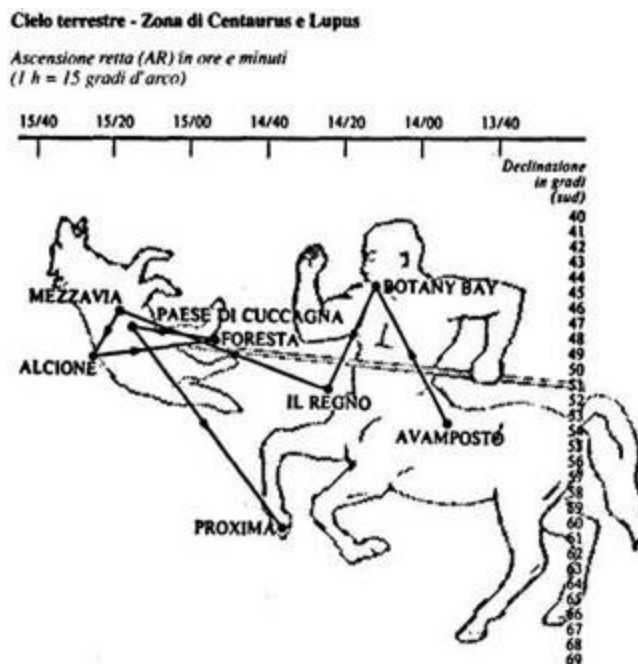 Cielo terrestre - Zona di Centaurus e Lupus
Ascensione retta (AR) in ore e minuti
(1 h = 15 gradi d'arco)
15/40 15/20 15/00 14/40 14/20 14/00 13/40
Declinazione
in gradi
(sud)
40
41
42
43
44
45
46
47
48
49
50
51
52
53
54
55
56
57
58
59
60
61
62
63
64
65
66
67
68
69
BOTANY BAY
MEZZAVIA
PAESE DI CUCCAGNA
FORESTA
ALCIONE
IL REGNO
AVAMPOSTO
PROXIMA